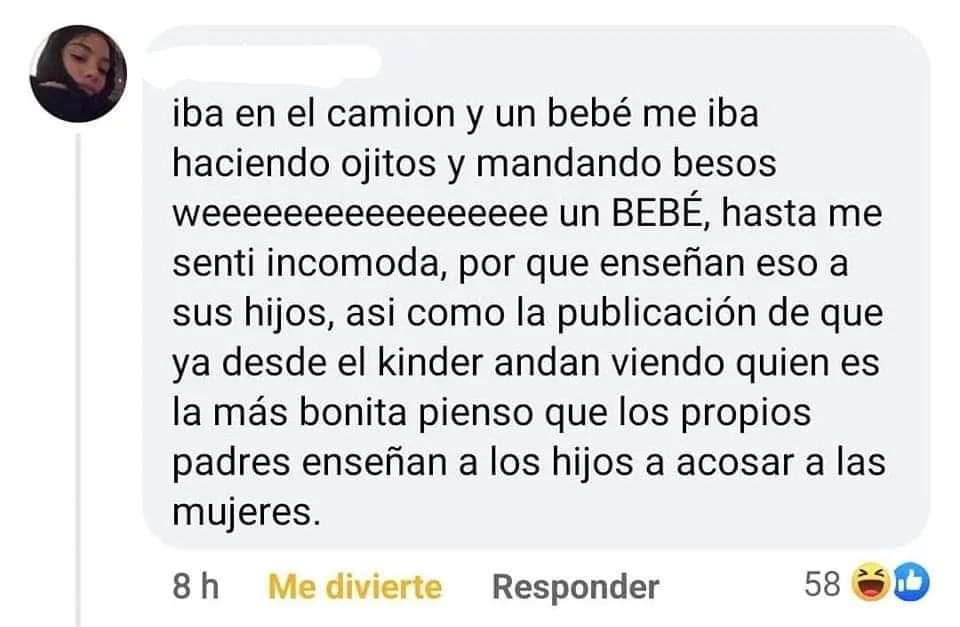 iba en el camion y un bebé me iba
haciendo ojitos y mandando besos
weeeeeeeeeeeeeeeee un BEBÉ, hasta me
senti incomoda, por que enseñan eso a
sus hijos, asi como la publicación de que
ya desde el kinder andan viendo quien es
la más bonita pienso que los propios
padres enseñan a los hijos a acosar a las
mujeres.
8 h Me divierte Responder 58